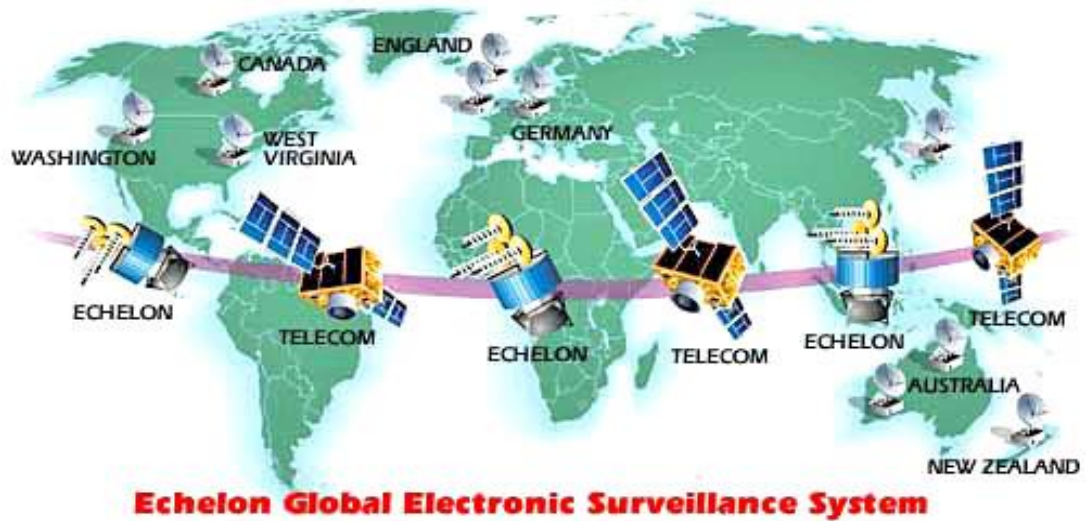 ENGLAND
CANADA
WASHINGTON
WEST
VIRGINIA
GERMANY
ECHELON
TELECOM
ECHELON
TELECOM
ECHELON
TELECOM
AUSTRALIA
NEW ZEALAND
Echelon Global Electronic Surveillance System